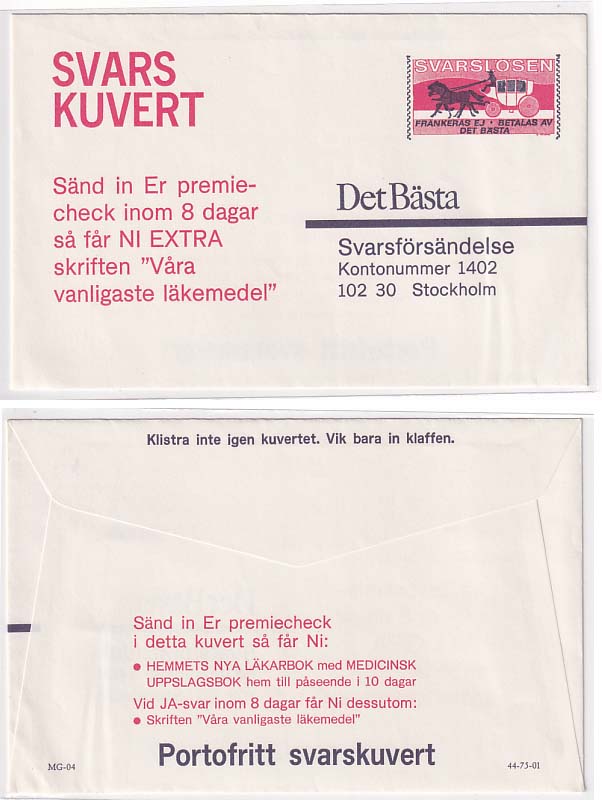 SVARS
KUVERT
SVARSLÖSEN
FRANKERAS EJ · BETALAS AV
DET BÄSTA
Sänd in Er premie-
check inom 8 dagar
så får NI EXTRA
skriften ”Våra
vanligaste läkemedel”
Det Bästa
Svarsförsändelse
Kontonummer 1402
102 30 Stockholm
Klistra inte igen kuvertet. Vik bara in klaffen.
Sänd in Er premiecheck
i detta kuvert så får Ni:
● HEMMETS NYA LÄKARBOK med MEDICINSK
UPPSLAGSBOK hem till påseende i 10 dagar
Vid JA-svar inom 8 dagar får Ni dessutom:
● Skriften ”Våra vanligaste läkemedel”
Portofritt svarskuvert
MG-04
44-75-01